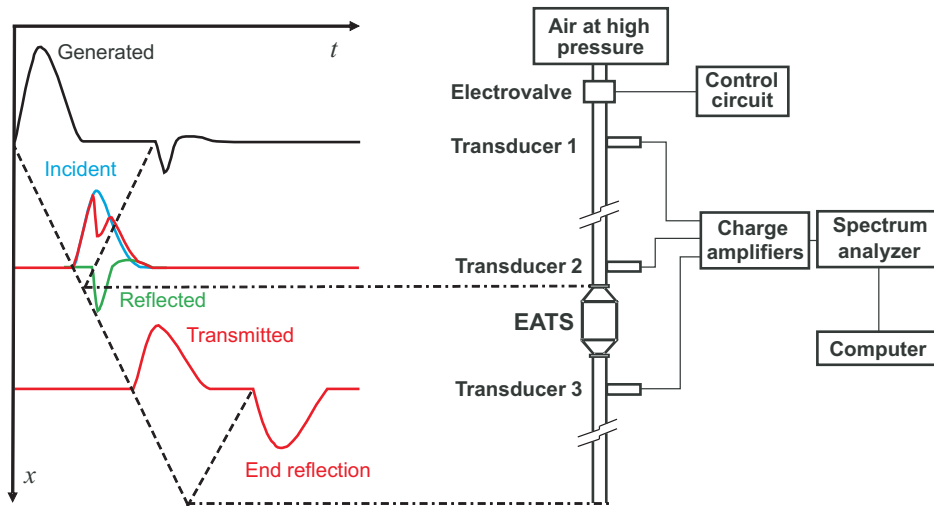 t
Generated
Incident
Reflected
Transmitted
End reflection
x
Air at high
pressure
Electrovalve
Control
circuit
Transducer 1
Transducer 2
EATS
Transducer 3
Charge
amplifiers
Spectrum
analyzer
Computer